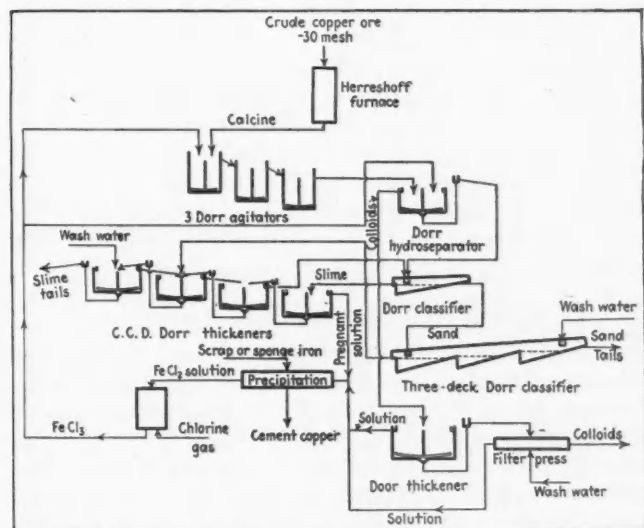 Crude copper ore
-30 mesh
Herreshoff
furnace
Calcine
3 Dorr agitators
Colloids
Dorr
hydroseparator
Wash water
Slime
tails
C.C.D. Dorr thickeners
Slime
Dorr classifier
Pregnant
solution
Sand
Wash water
Sand
Tails
Three-deck Dorr classifier
Scrap or sponge iron
FeCl2 solution
Precipitation
Cement copper
FeCl3
Chlorine
gas
Solution
Door thickener
Colloids
Filter press
Wash water
Solution